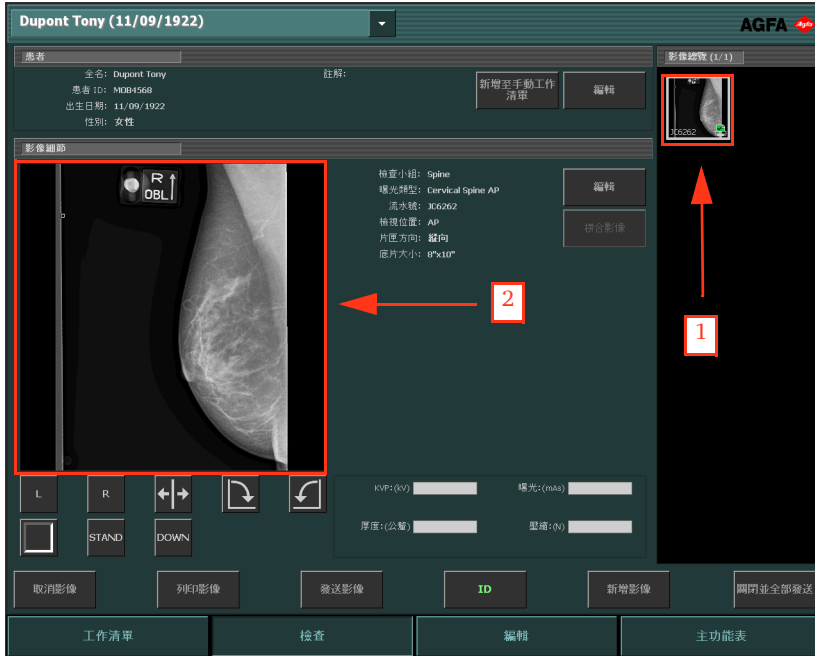 Dupont Tony (11/09/1922)
AGFA
Agfa
患者
全名: Dupont Tony
患者 ID: MOB4568
出生日期: 11/09/1922
性別: 女性
註解:
新增至手動工作
清單
編輯
影像總覽 (1/1)
JC6262
1
影像細節
R
OBL
2
檢查小組: Spine
曝光類型: Cervical Spine AP
流水號: JC6262
檢視位置: AP
片匣方向: 縱向
底片大小: 8"x10"
編輯
拼合影像
L
R
STAND
DOWN
KVP:(kV)
曝光:(mAs)
厚度:(公釐)
壓縮:(N)
取消影像
列印影像
發送影像
ID
新增影像
關閉並全部發送
工作清單
檢查
編輯
主功能表